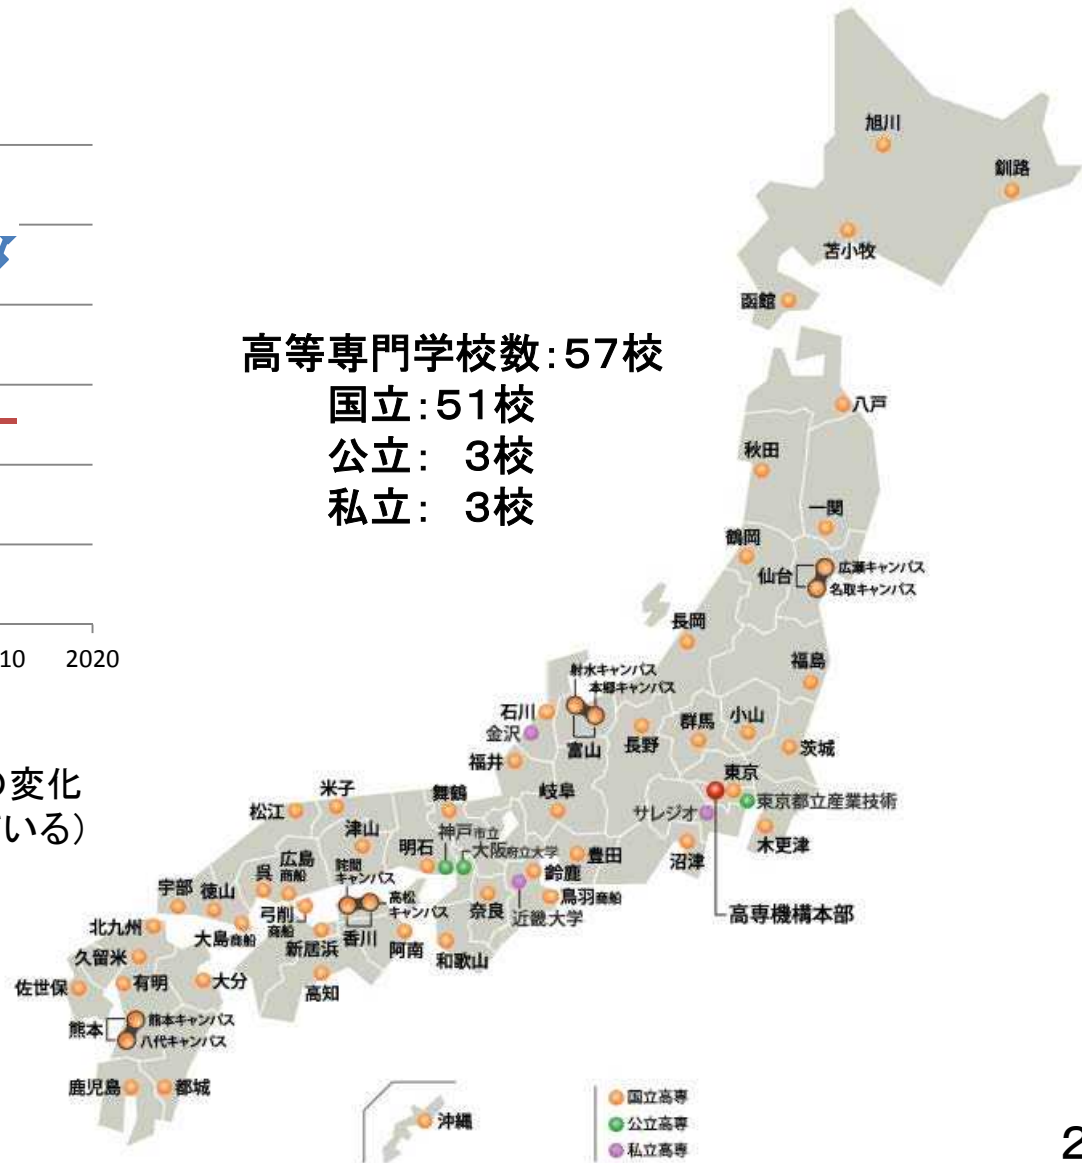 旭川
釧路
苫小牧
函館
高等専門学校数:57校
国立:51校
公立: 3校
私立: 3校
八戸
秋田
一関
鶴岡
仙台
広瀬キャンパス
名取キャンパス
長岡
福島
10 2020
射水キャンパス
本郷キャンパス
石川
金沢
富山
長野
群馬
小山
茨城
福井
の変化
ている)
米子
松江
舞鶴
岐阜
東京
東京都立産業技術
サレジオ
木更津
津山
神戸市立
明石
大阪府立大学
豊田
沼津
広島商船
呉
詫間キャンパス
鈴鹿
宇部
徳山
高松キャンパス
奈良
近畿大学
鳥羽商船
高専機構本部
北九州
大島商船
弓削商船
新居浜
香川
阿南
和歌山
久留米
佐世保
有明
大分
高知
熊本
熊本キャンパス
八代キャンパス
鹿児島
都城
沖縄
国立高専
公立高専
私立高専
2